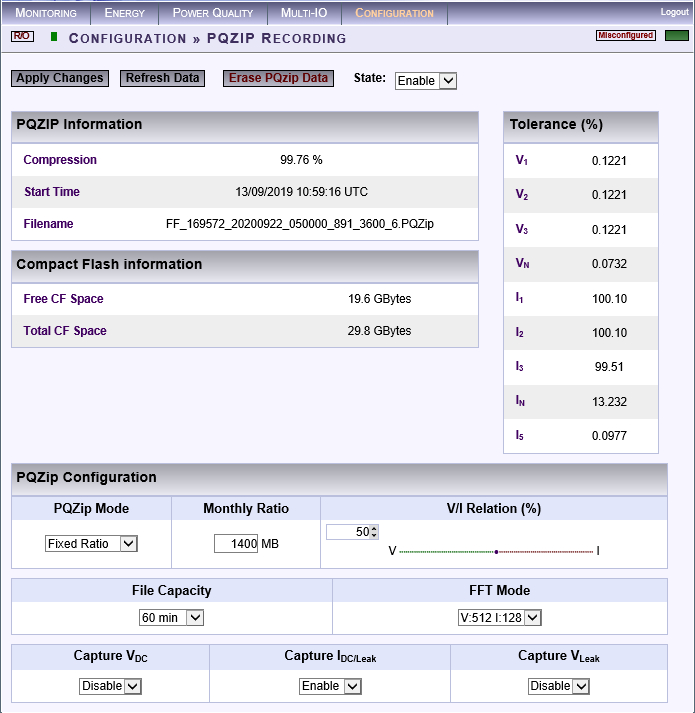 MONITORING ENERGY POWER QUALITY MULTI-IO CONFIGURATION Logout
R/O CONFIGURATION » PQZIP RECORDING Misconfigured
Apply Changes Refresh Data Erase PQzip Data State: Enable
PQZIP Information
Compression 99.76 %
Start Time 13/09/2019 10:59:16 UTC
Filename FF_169572_20200922_050000_891_3600_6.PQZip
Compact Flash information
Free CF Space 19.6 GBytes
Total CF Space 29.8 GBytes
Tolerance (%)
V1 0.1221
V2 0.1221
V3 0.1221
VN 0.0732
I1 100.10
I2 100.10
I3 99.51
IN 13.232
I5 0.0977
PQZip Configuration
PQZip Mode Monthly Ratio V/I Relation (%)
Fixed Ratio 1400 MB 50
V I
File Capacity FFT Mode
60 min V:512 I:128
Capture VDC Capture IDC/Leak Capture VLeak
Disable Enable Disable